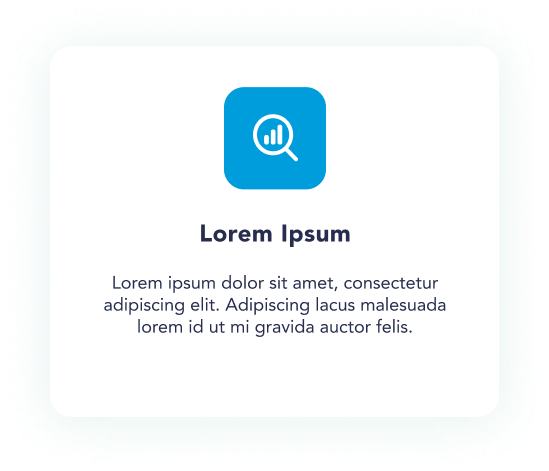 Lorem Ipsum
Lorem ipsum dolor sit amet, consectetur
adipiscing elit. Adipiscing lacus malesuada
lorem id ut mi gravida auctor felis.